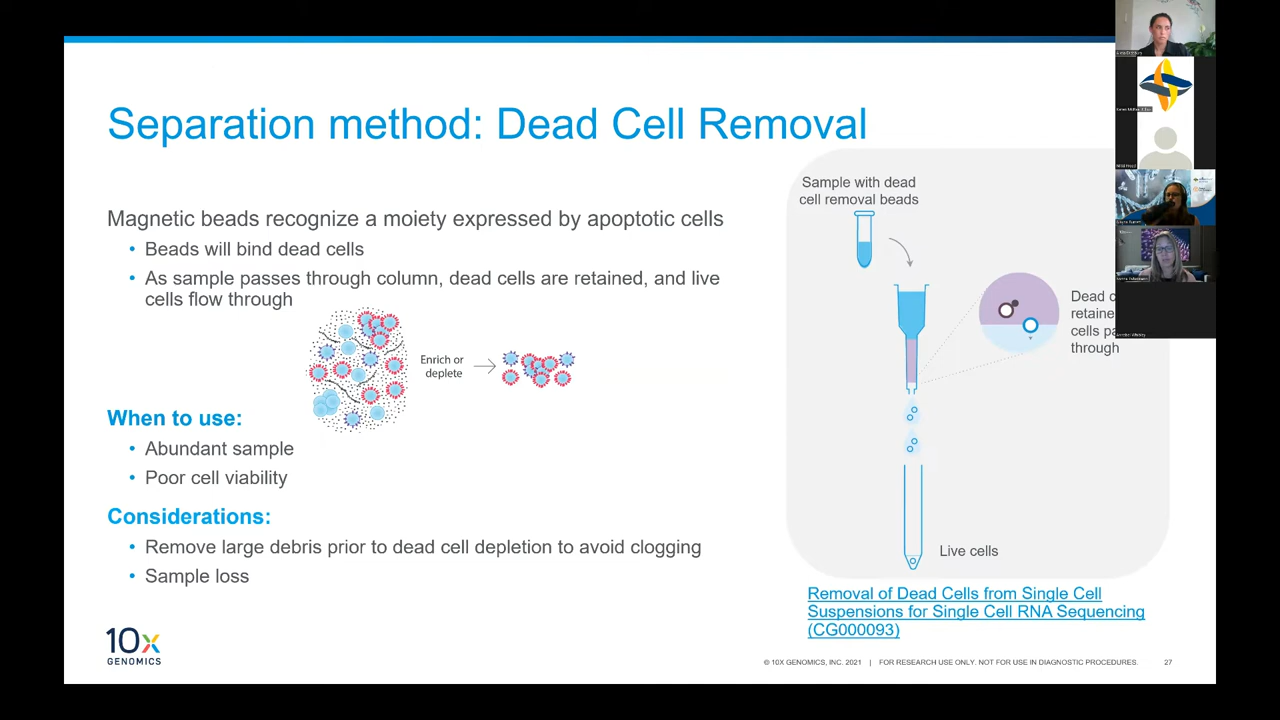 Separation method: Dead Cell Removal
Magnetic beads recognize a moiety expressed by apoptotic cells
• Beads will bind dead cells
• As sample passes through column, dead cells are retained, and live
cells flow through
Enrich or
deplete
When to use:
• Abundant sample
• Poor cell viability
Considerations:
• Remove large debris prior to dead cell depletion to avoid clogging
• Sample loss
Sample with dead
cell removal beads
Dead
retaine
cells pa
through
Live cells
Removal of Dead Cells from Single Cell
Suspensions for Single Cell RNA Sequencing
(CG000093)
10x
GENOMICS
© 10X GENOMICS, INC. 2021 | FOR RESEARCH USE ONLY. NOT FOR USE IN DIAGNOSTIC PROCEDURES. 27